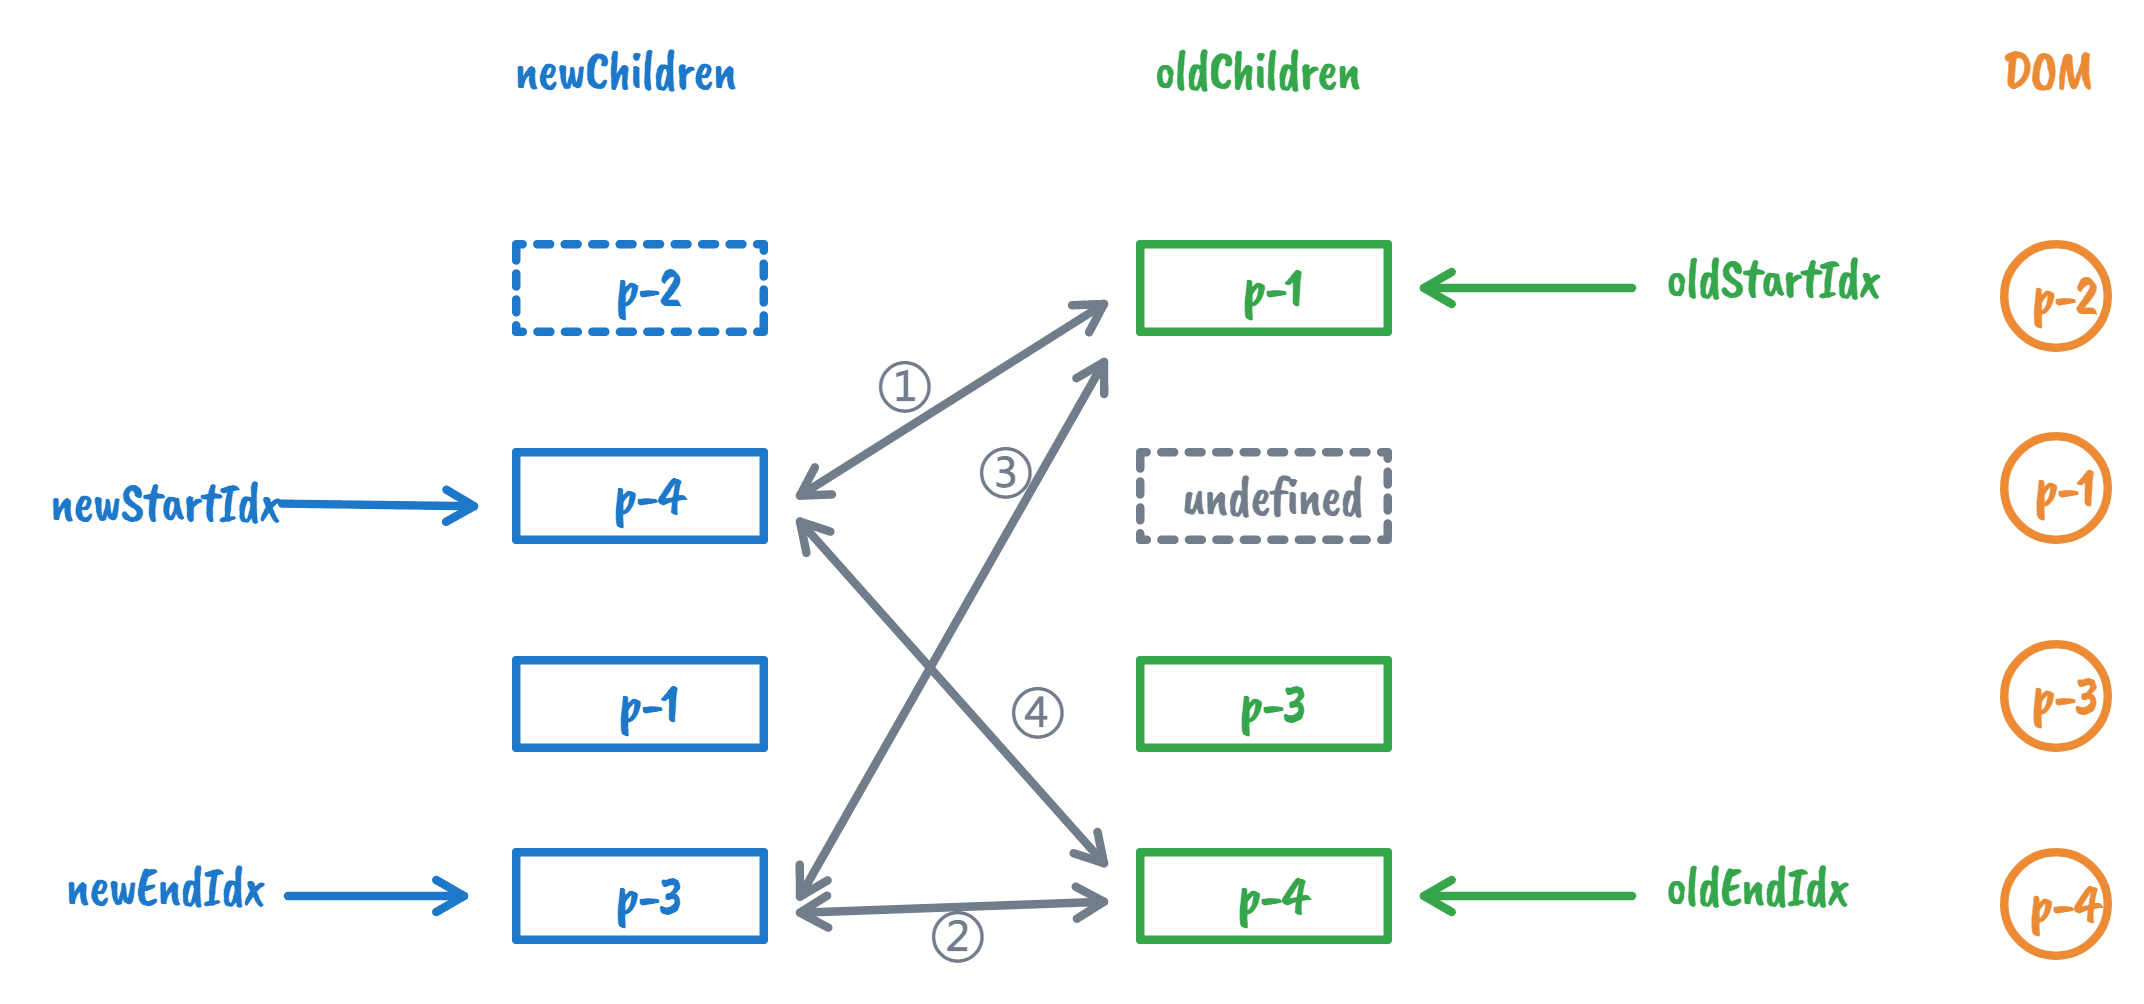 newChildren oldChildren DOM
p-2 p-1 oldStartIdx p-2
①
③
newStartIdx p-4 undefined p-1
p-1 p-3 p-3
④
newEndIdx p-3 p-4 oldEndIdx p-4
②